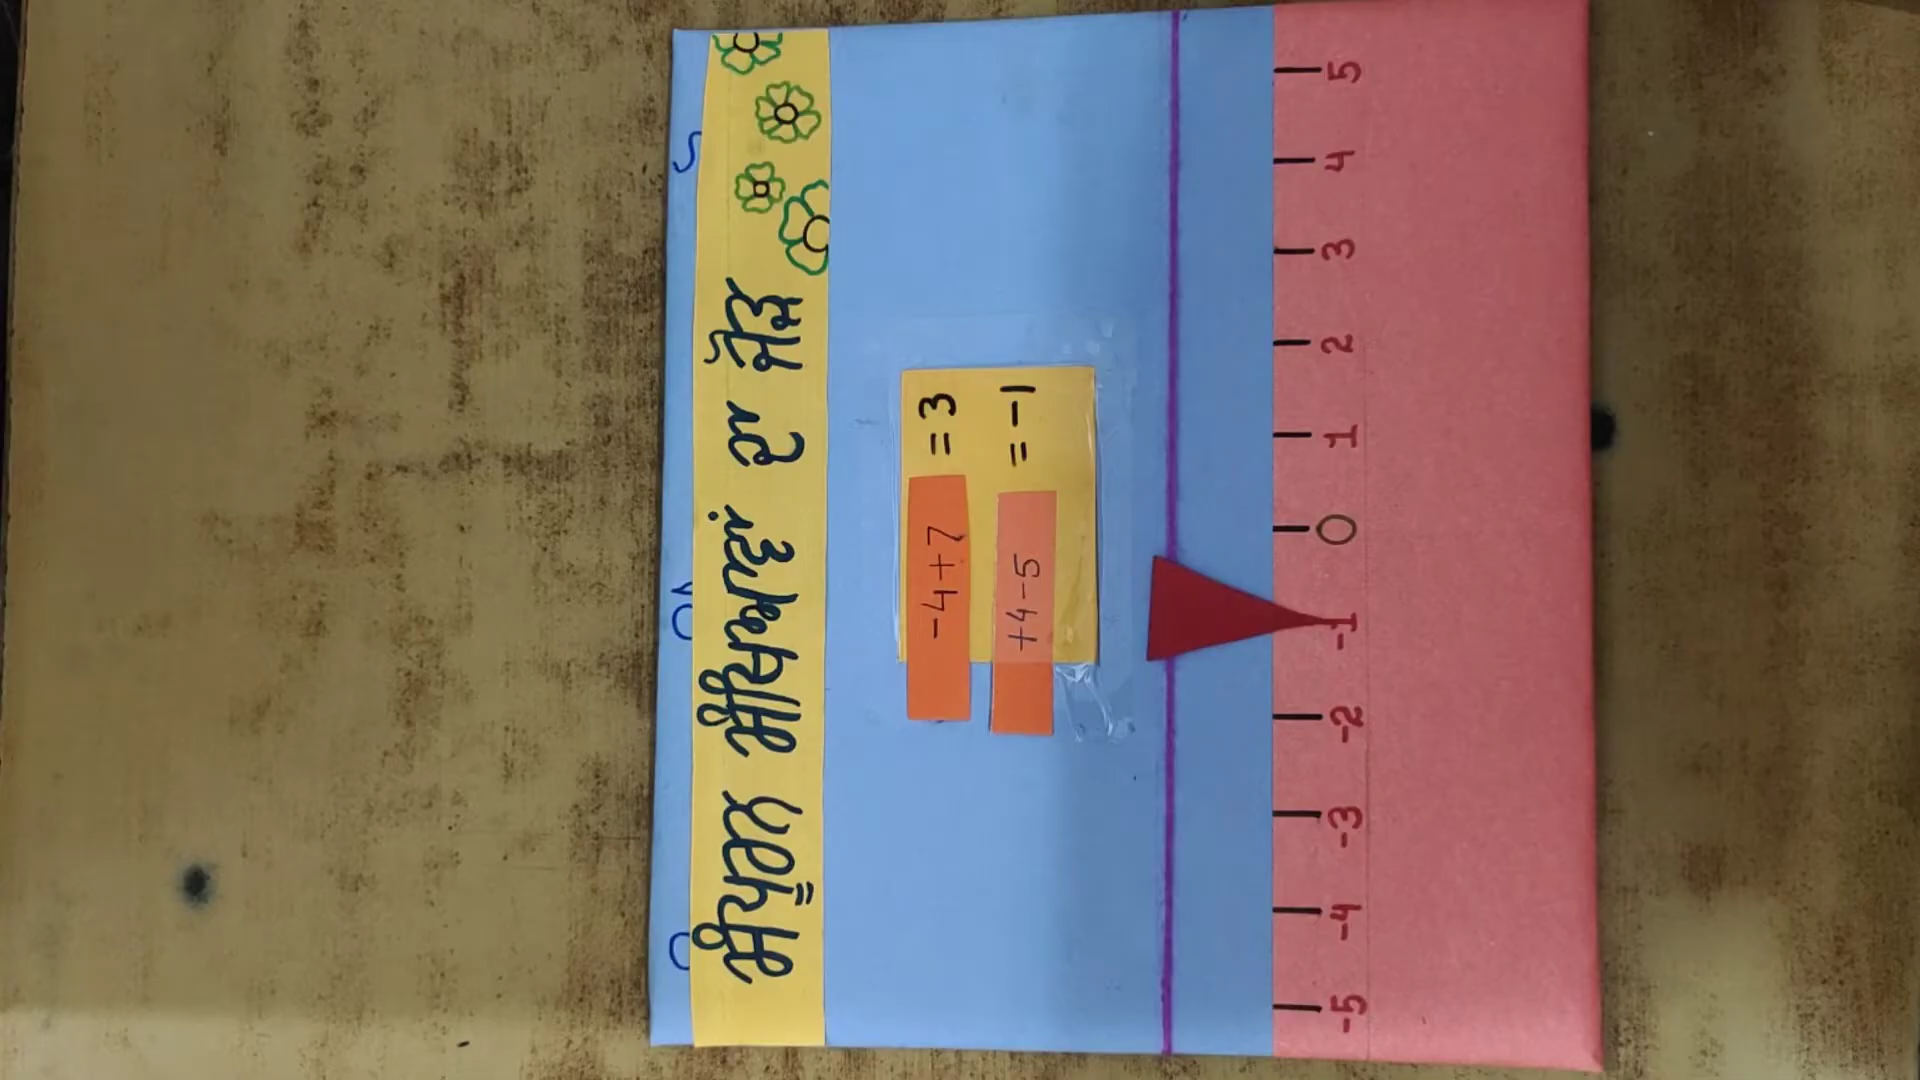 ਸੰਪੂਰਨ ਸੰਖਿਆਵਾਂ ਦਾ ਜੋੜ
-4+7 = 3
+4-5 = -1
-5 -4 -3 -2 -1 0 1 2 3 4 5